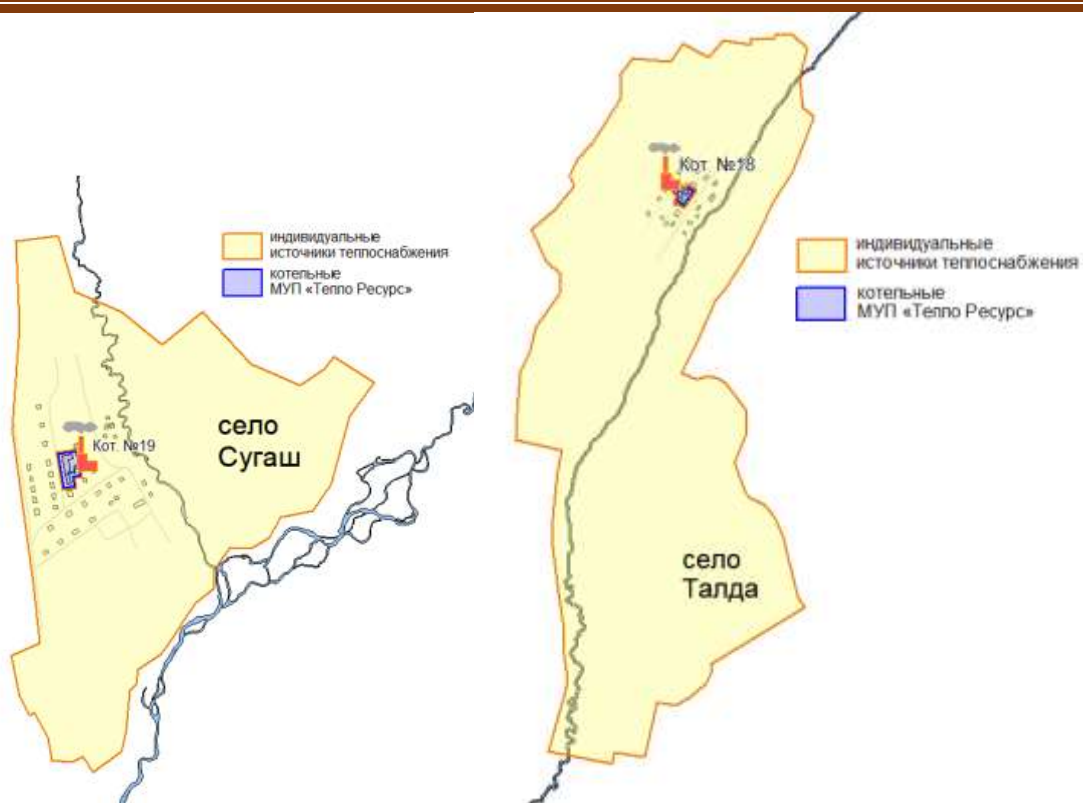 индивидуальные
источники теплоснабжения
котельные
МУП «Тепло Ресурс»
Кот. №19
село
Сугаш
Кот. №18
индивидуальные
источники теплоснабжения
котельные
МУП «Тепло Ресурс»
село
Талда